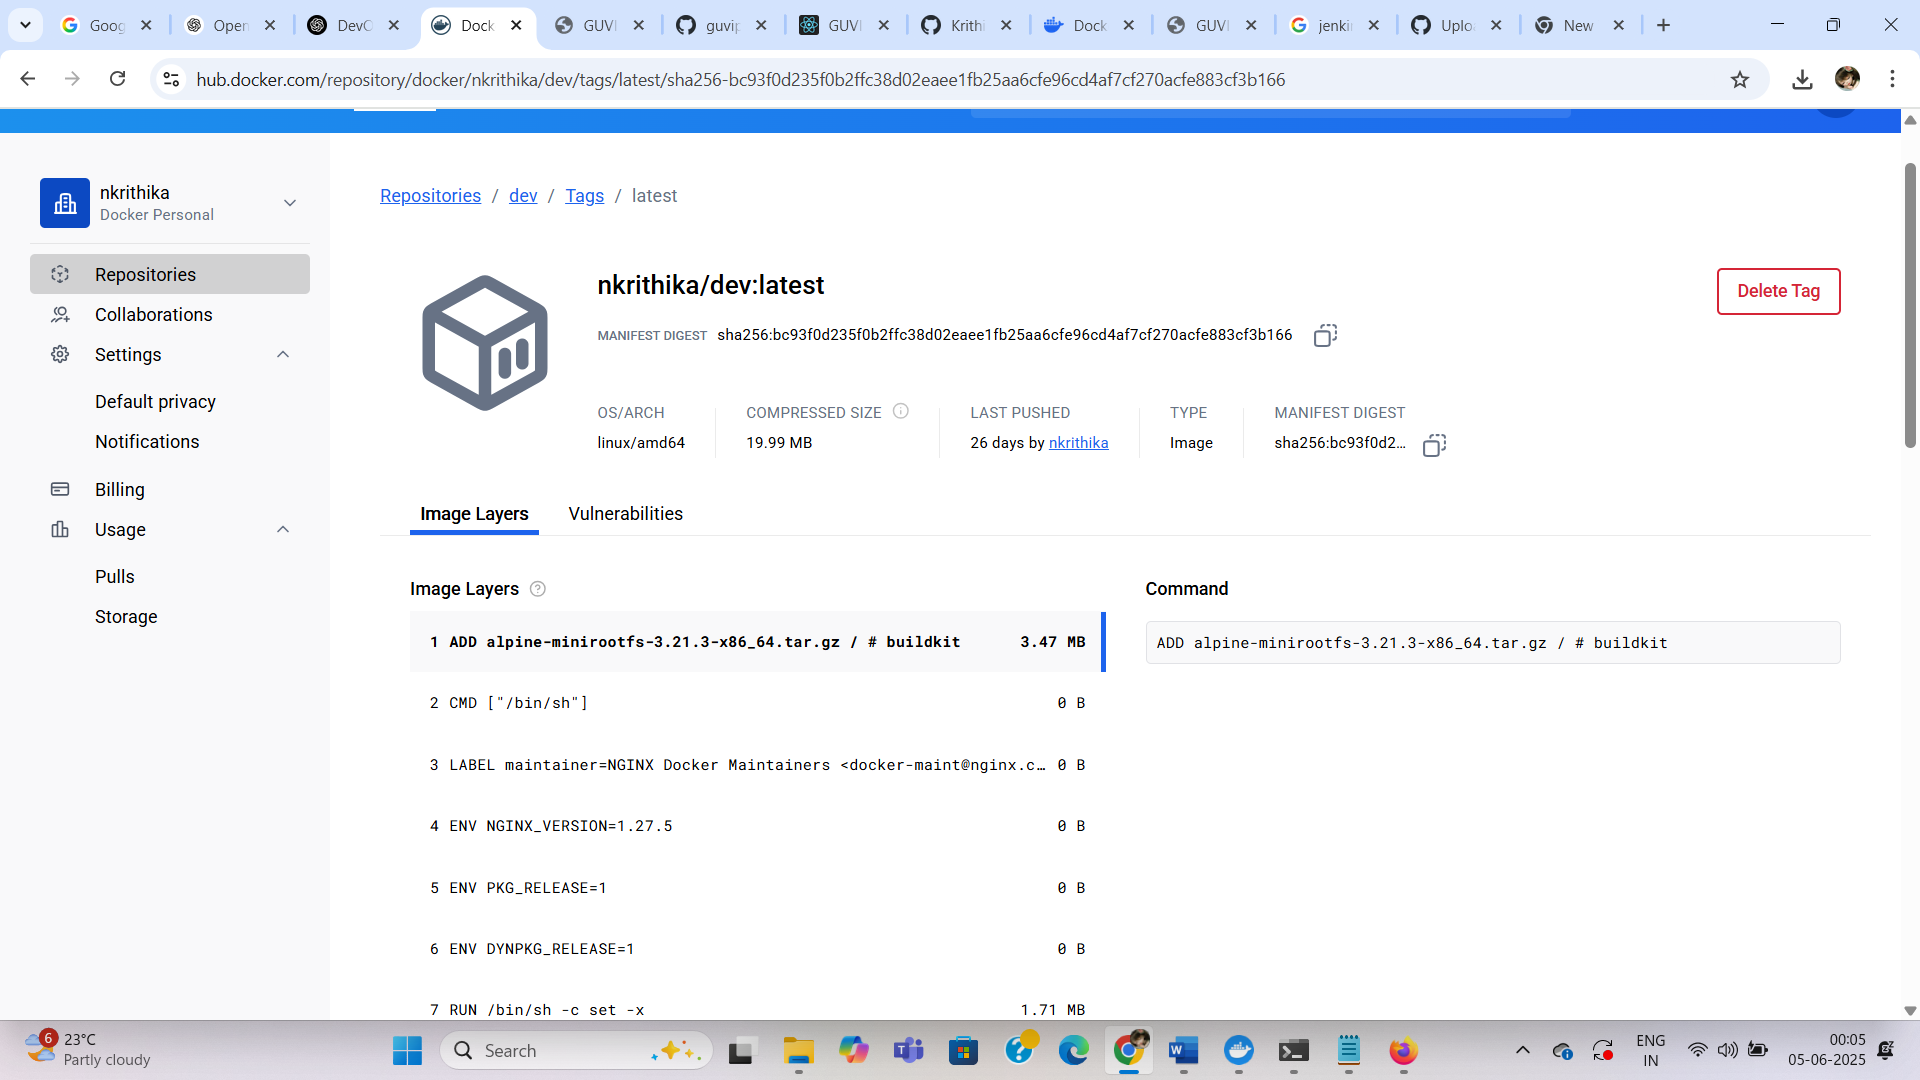 Goog
Open
DevO
Dock
GUVI
guvip
GUVI
Krithi
Dock
GUVI
jenkin
Uplo
New
hub.docker.com/repository/docker/nkrithika/dev/tags/latest/sha256-bc93f0d235f0b2ffc38d02eaee1fb25aa6cfe96cd4af7cf270acfe883cf3b166
nkrithika
Docker Personal
Repositories
Collaborations
Settings
Default privacy
Notifications
Billing
Usage
Pulls
Storage
Repositories / dev / Tags / latest
nkrithika/dev:latest
Delete Tag
MANIFEST DIGEST sha256:bc93f0d235f0b2ffc38d02eaee1fb25aa6cfe96cd4af7cf270acfe883cf3b166
OS/ARCH
linux/amd64
COMPRESSED SIZE
19.99 MB
LAST PUSHED
26 days by nkrithika
TYPE
Image
MANIFEST DIGEST
sha256:bc93f0d2...
Image Layers
Vulnerabilities
Image Layers
1 ADD alpine-minirootfs-3.21.3-x86_64.tar.gz / # buildkit 3.47 MB
2 CMD ["/bin/sh"] 0 B
3 LABEL maintainer=NGINX Docker Maintainers <docker-maint@nginx.c... 0 B
4 ENV NGINX_VERSION=1.27.5 0 B
5 ENV PKG_RELEASE=1 0 B
6 ENV DYNPKG_RELEASE=1 0 B
7 RUN /bin/sh -c set -x 1.71 MB
Command
ADD alpine-minirootfs-3.21.3-x86_64.tar.gz / # buildkit
6
23°C
Partly cloudy
Search
ENG
IN
00:05
05-06-2025